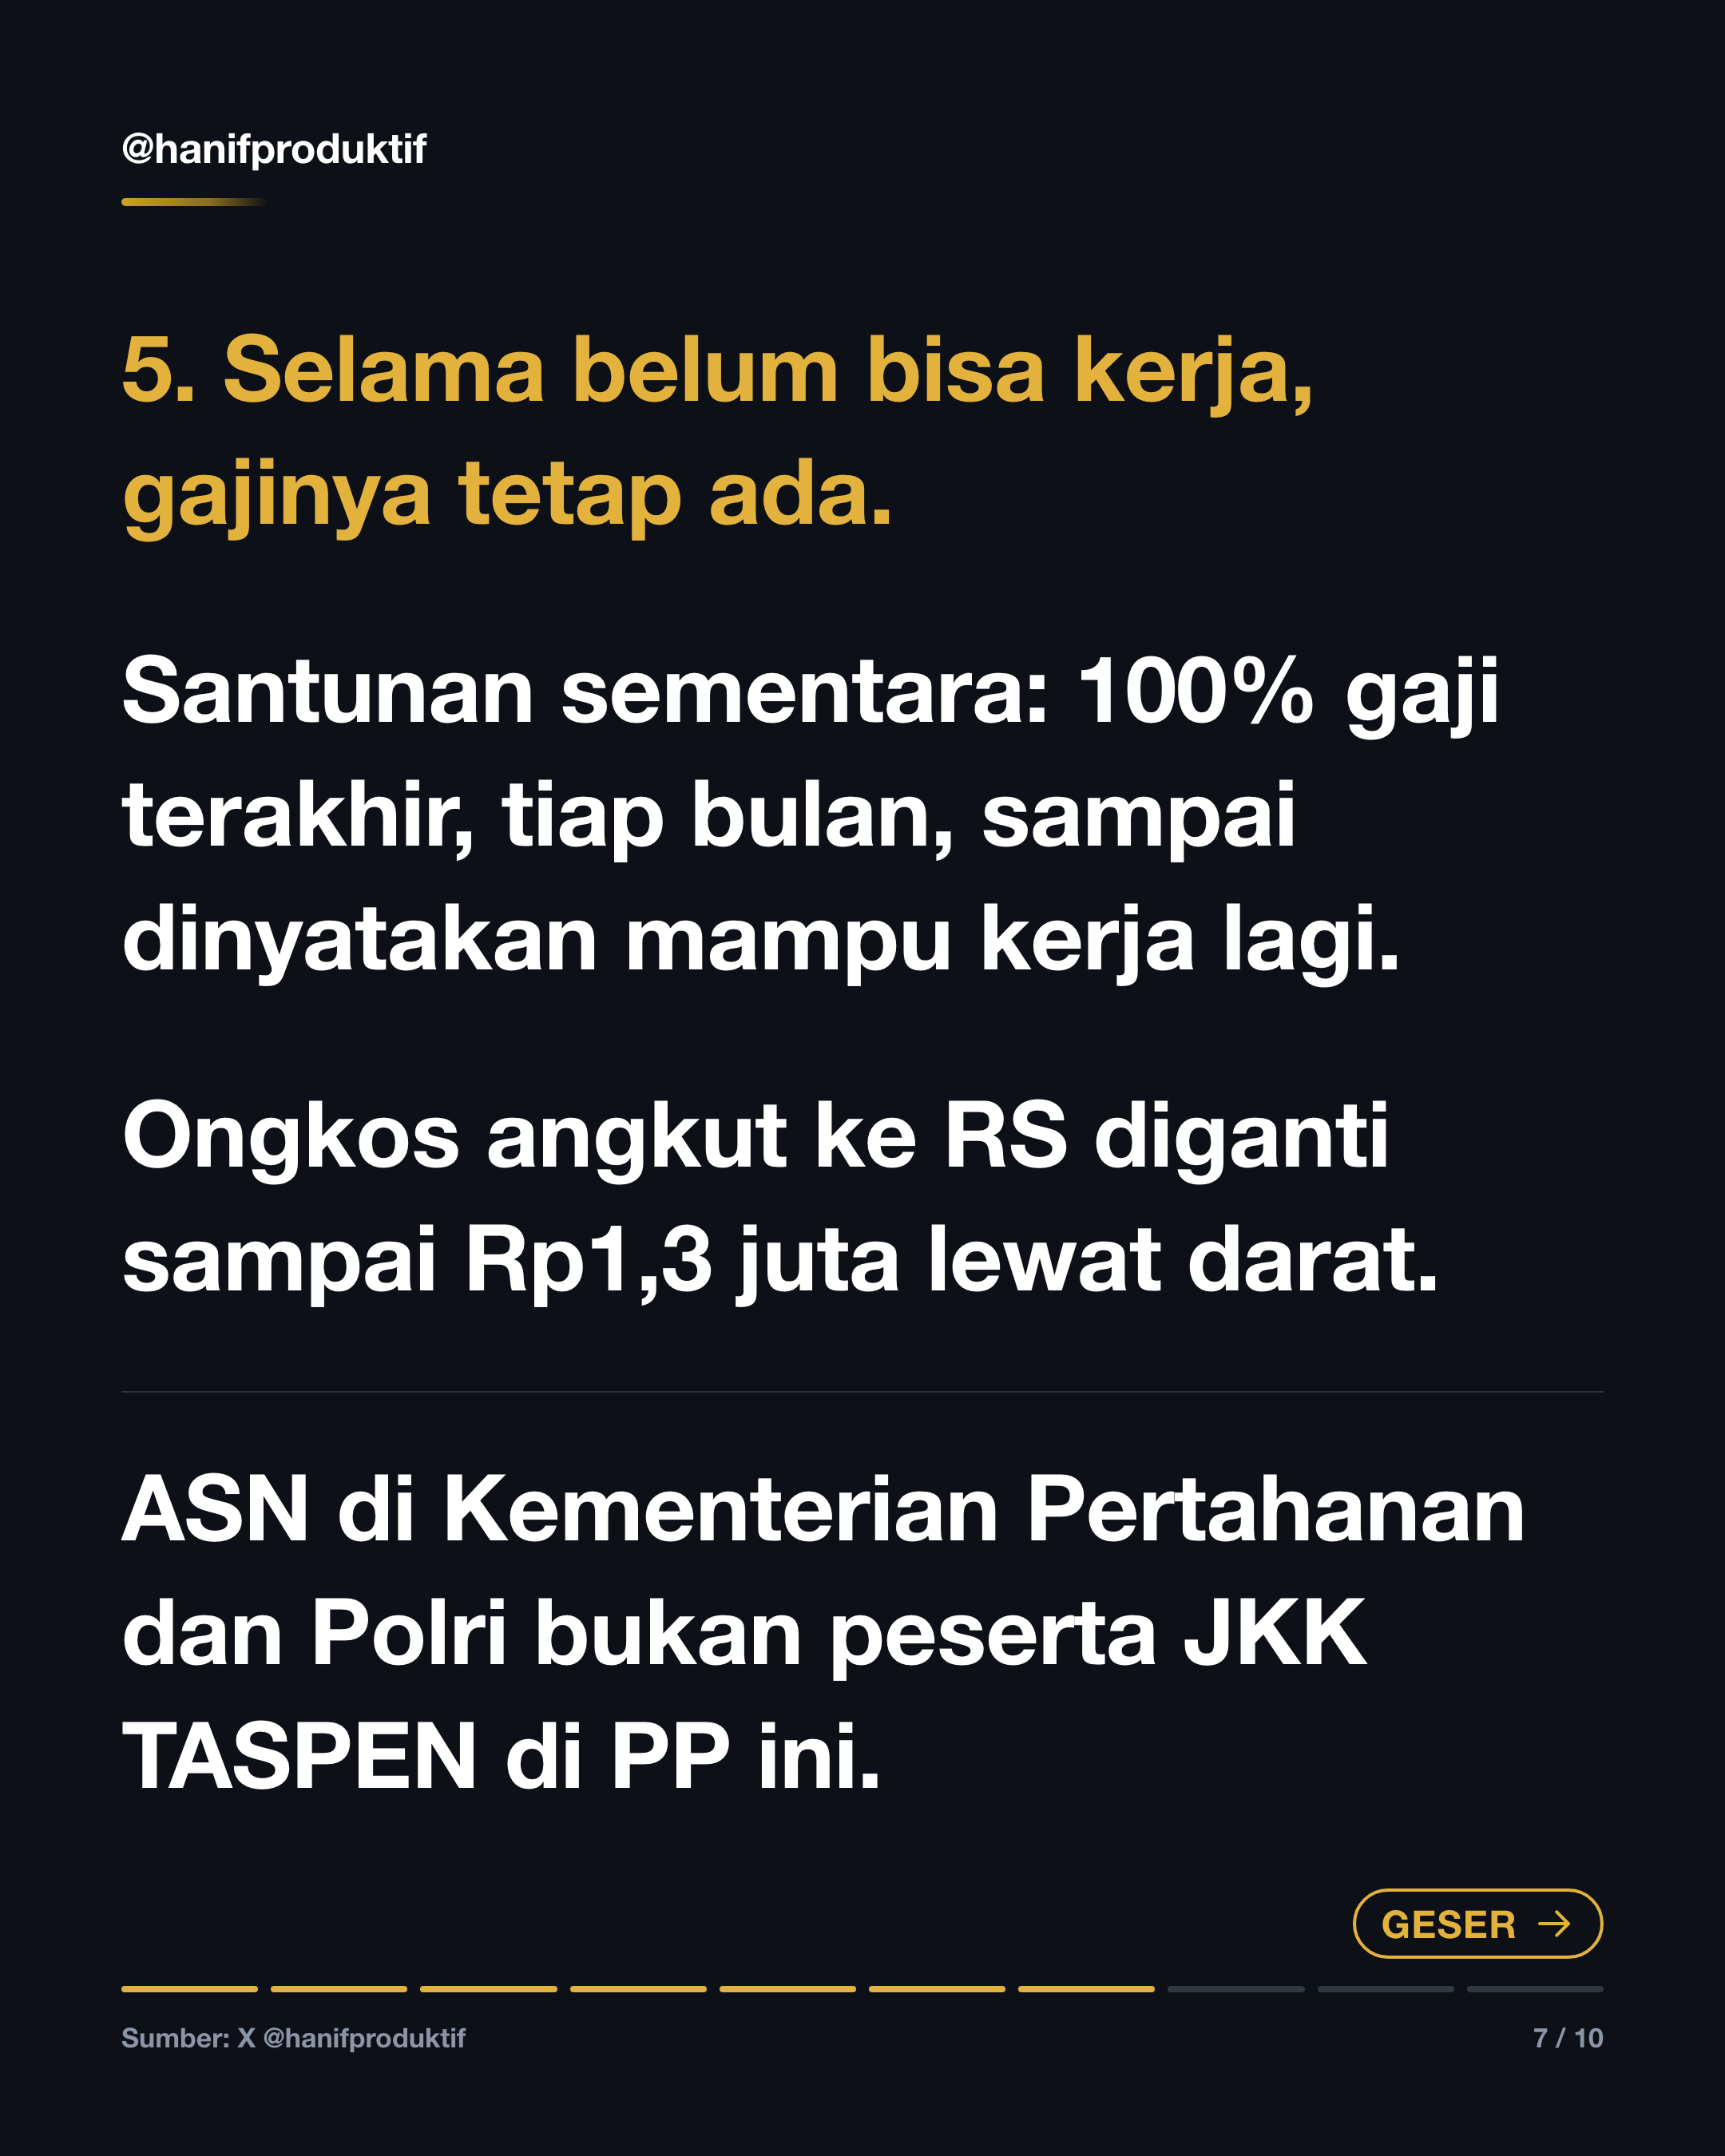 @hanifproduktif
5. Selama belum bisa kerja,
gajinya tetap ada.
Santunan sementara: 100% gaji
terakhir, tiap bulan, sampai
dinyatakan mampu kerja lagi.
Ongkos angkut ke RS diganti
sampai Rp1,3 juta lewat darat.
ASN di Kementerian Pertahanan
dan Polri bukan peserta JKK
TASPEN di PP ini.
GESER →
Sumber: X @hanifproduktif
7 / 10